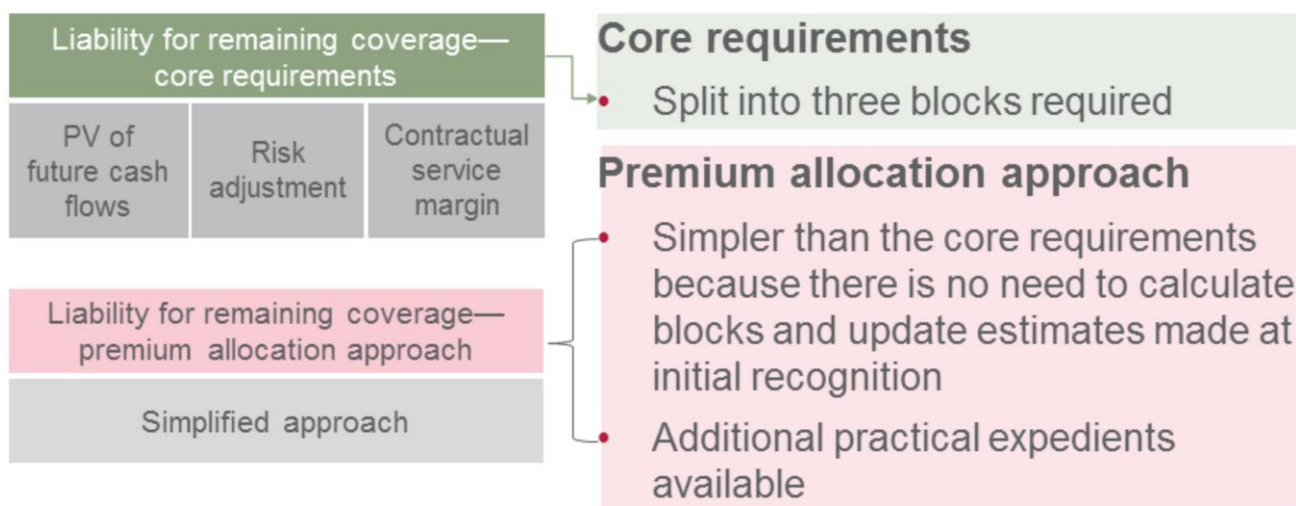 Liability for remaining coverage—
core requirements
PV of
future cash
flows
Risk
adjustment
Contractual
service
margin
Liability for remaining coverage—
premium allocation approach
Simplified approach
Core requirements
• Split into three blocks required
Premium allocation approach
• Simpler than the core requirements
because there is no need to calculate
blocks and update estimates made at
initial recognition
• Additional practical expedients
available